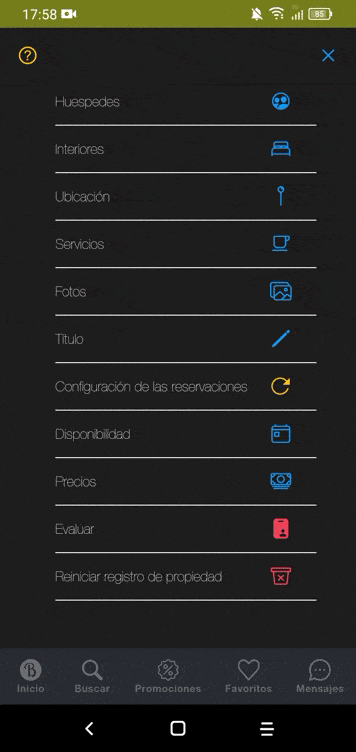 17:58
85
Huespedes
Interiores
Ubicación
Servicios
Fotos
Titulo
Configuración de las reservaciones
Disponibilidad
Precios
Evaluar
Reiniciar registro de propiedad
Inicio Buscar Promociones Favoritos Mensajes